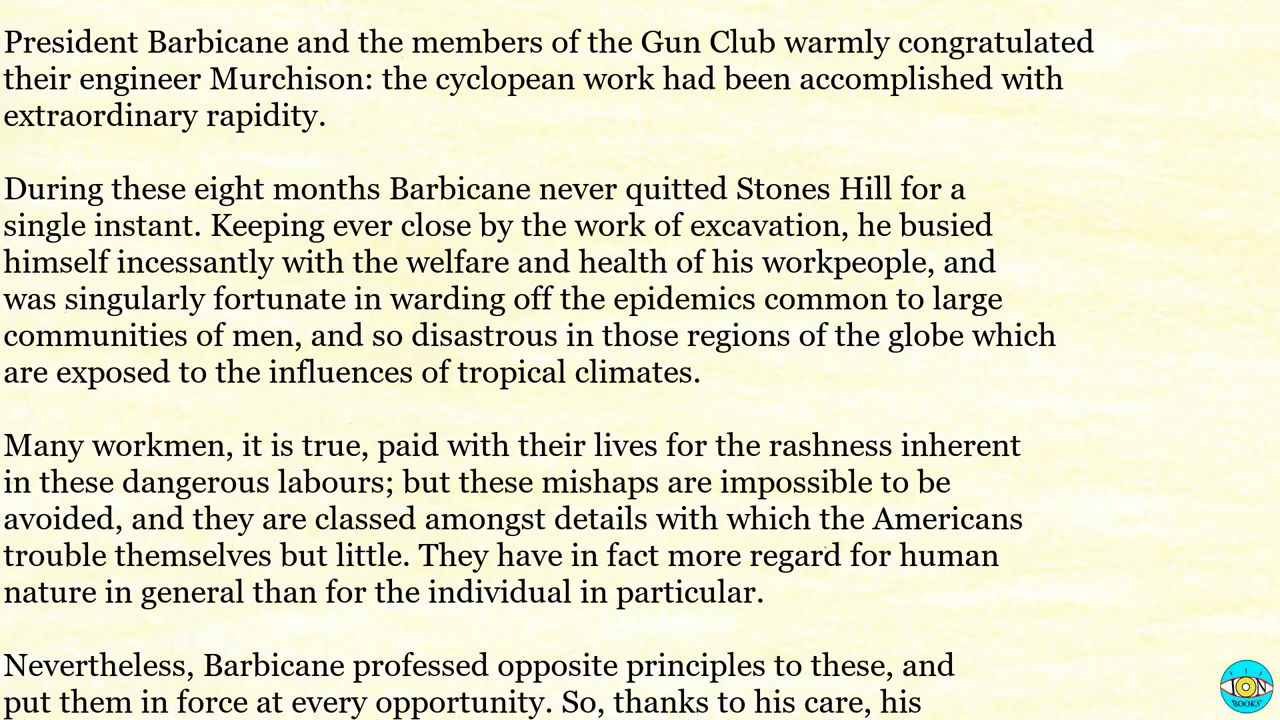 President Barbicane and the members of the Gun Club warmly congratulated
their engineer Murchison: the cyclopean work had been accomplished with
extraordinary rapidity.
During these eight months Barbicane never quitted Stones Hill for a
single instant. Keeping ever close by the work of excavation, he busied
himself incessantly with the welfare and health of his workpeople, and
was singularly fortunate in warding off the epidemics common to large
communities of men, and so disastrous in those regions of the globe which
are exposed to the influences of tropical climates.
Many workmen, it is true, paid with their lives for the rashness inherent
in these dangerous labours; but these mishaps are impossible to be
avoided, and they are classed amongst details with which the Americans
trouble themselves but little. They have in fact more regard for human
nature in general than for the individual in particular.
Nevertheless, Barbicane professed opposite principles to these, and
put them in force at every opportunity. So, thanks to his care, his
ION
BOOKS